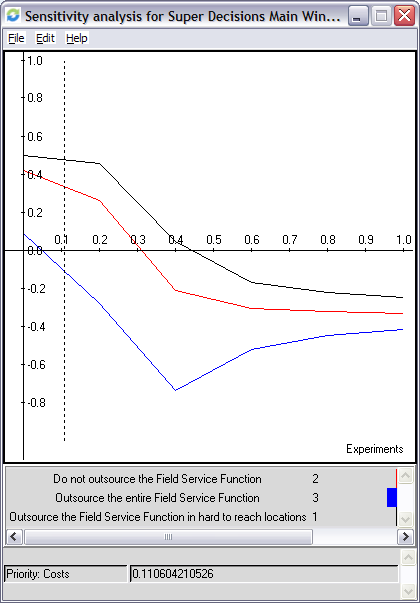 Sensitivity analysis for Super Decisions Main Win...
File Edit Help
1.0
0.8
0.6
0.4
0.2
0.0
0.1 0.2 0.3 0.4 0.5 0.6 0.7 0.8 0.9 1.0
-0.2
-0.4
-0.6
-0.8
Experiments
Do not outsource the Field Service Function 2
Outsource the entire Field Service Function 3
Outsource the Field Service Function in hard to reach locations 1
Priority: Costs 0.110604210526